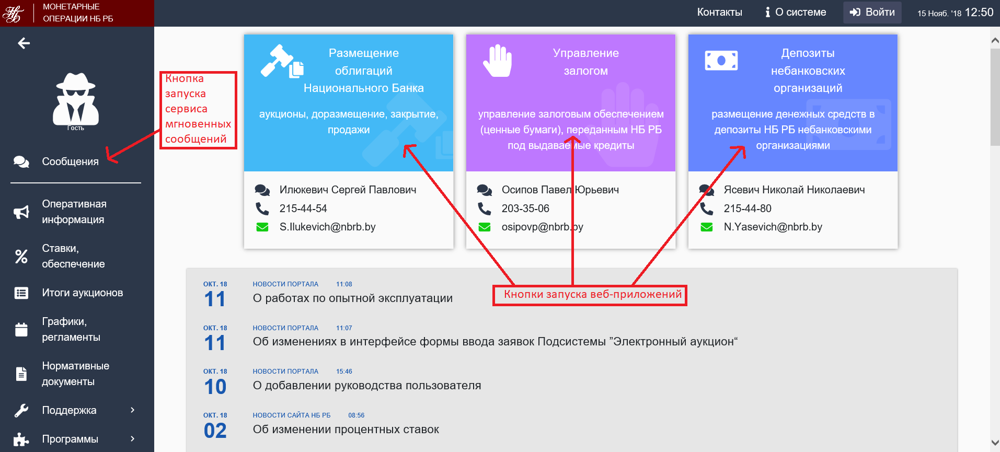 МОНЕТАРНЫЕ
ОПЕРАЦИИ НБ РБ
Контакты
О системе
Войти
15 Нояб. '18 12:50
Гость
Сообщения
Оперативная
информация
Ставки,
обеспечение
Итоги аукционов
Графики,
регламенты
Нормативные
документы
Поддержка
Программы
Кнопка
запуска
сервиса
мгновенных
сообщений
Размещение
облигаций
Национального Банка
аукционы, доразмещение, закрытие,
продажи
Илюкевич Сергей Павлович
215-44-54
S.Ilukevich@nbrb.by
Управление
залогом
управление залоговым обеспечением
(ценные бумаги), переданным НБ РБ
под выдаваемые кредиты
Осипов Павел Юрьевич
203-35-06
osipovp@nbrb.by
Депозиты
небанковских
организаций
размещение денежных средств в
депозиты НБ РБ небанковскими
организациями
Ясевич Николай Николаевич
215-44-80
N.Yasevich@nbrb.by
Кнопки запуска веб-приложений
ОКТ. 18
11
НОВОСТИ ПОРТАЛА 11:08
О работах по опытной эксплуатации
ОКТ. 18
11
НОВОСТИ ПОРТАЛА 11:07
Об изменениях в интерфейсе формы ввода заявок Подсистемы ”Электронный аукцион“
ОКТ. 18
10
НОВОСТИ ПОРТАЛА 15:46
О добавлении руководства пользователя
ОКТ. 18
02
НОВОСТИ САЙТА НБ РБ 08:56
Об изменении процентных ставок